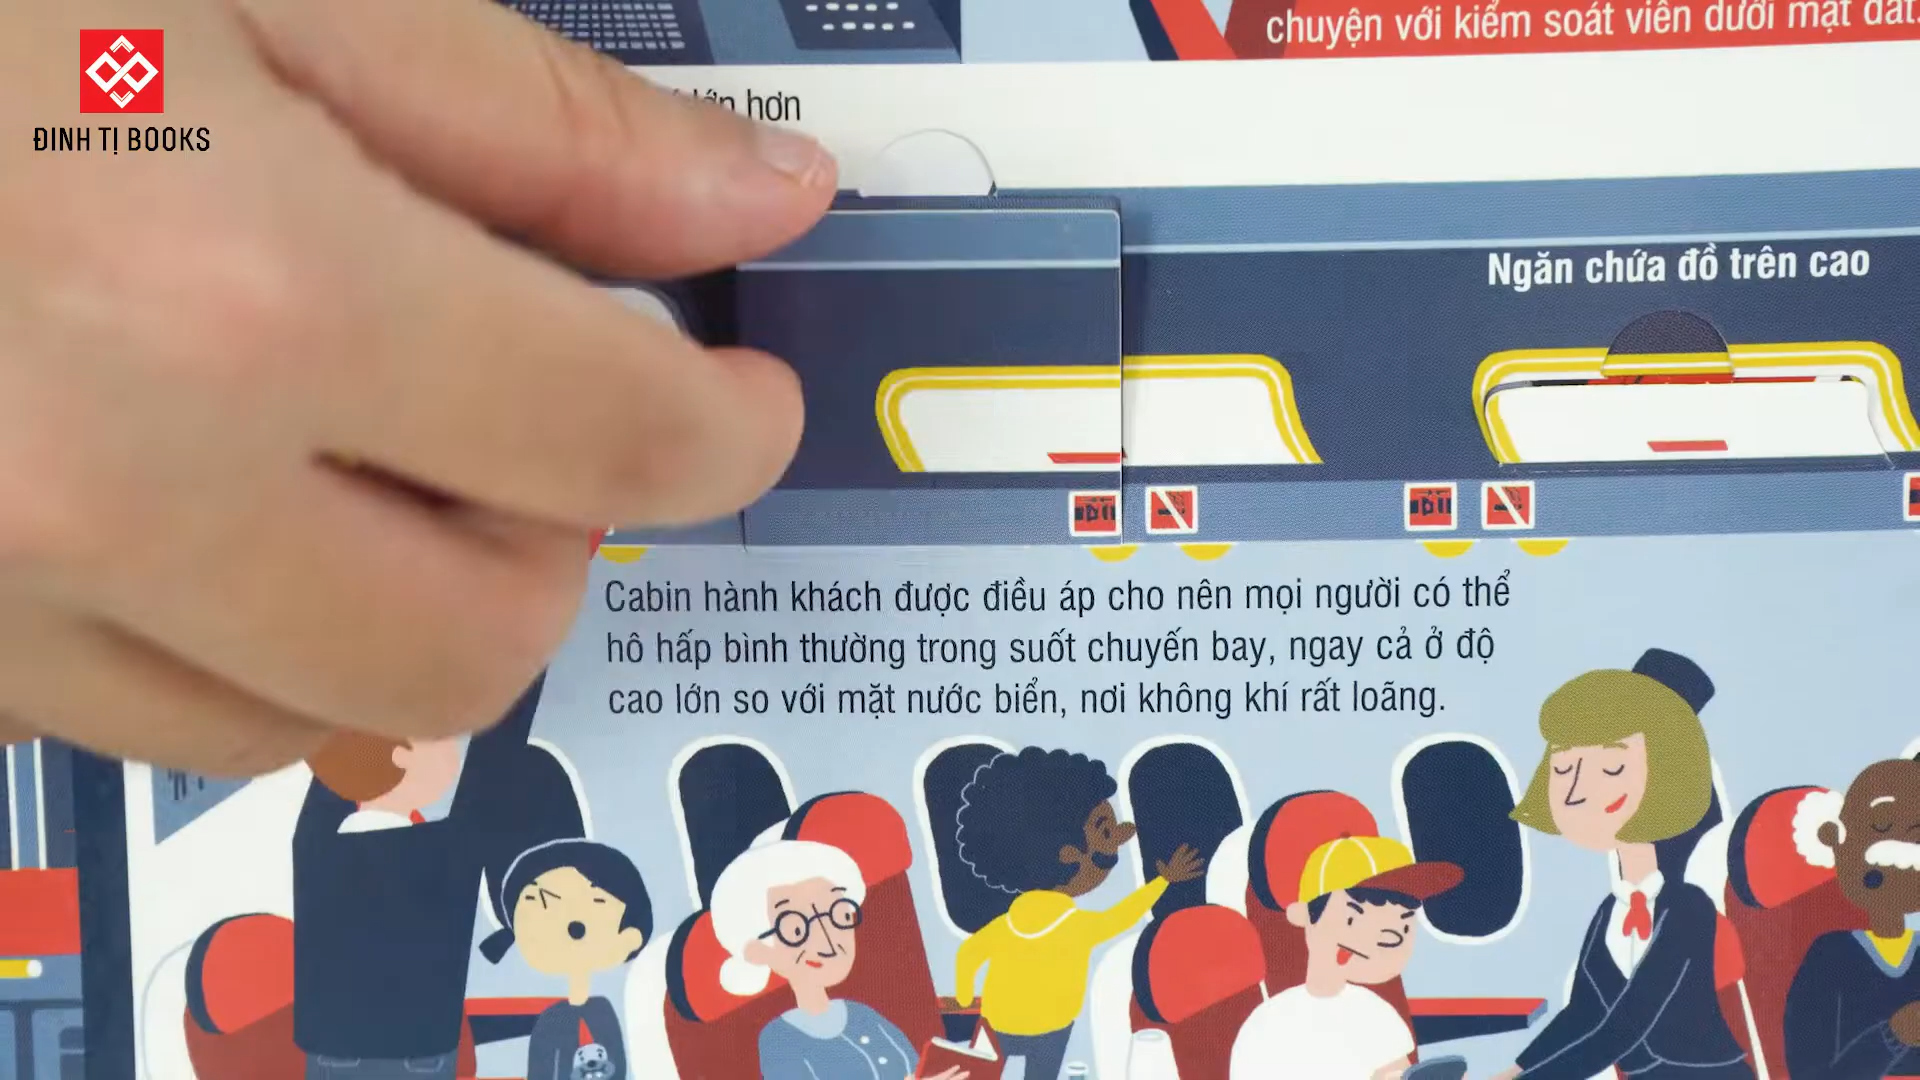 ĐINH TỊ BOOKS
chuyện với kiểm soát viên dưới mặt đất.
lớn hơn
Ngăn chứa đồ trên cao
Cabin hành khách được điều áp cho nên mọi người có thể
hô hấp bình thường trong suốt chuyến bay, ngay cả ở độ
cao lớn so với mặt nước biển, nơi không khí rất loãng.